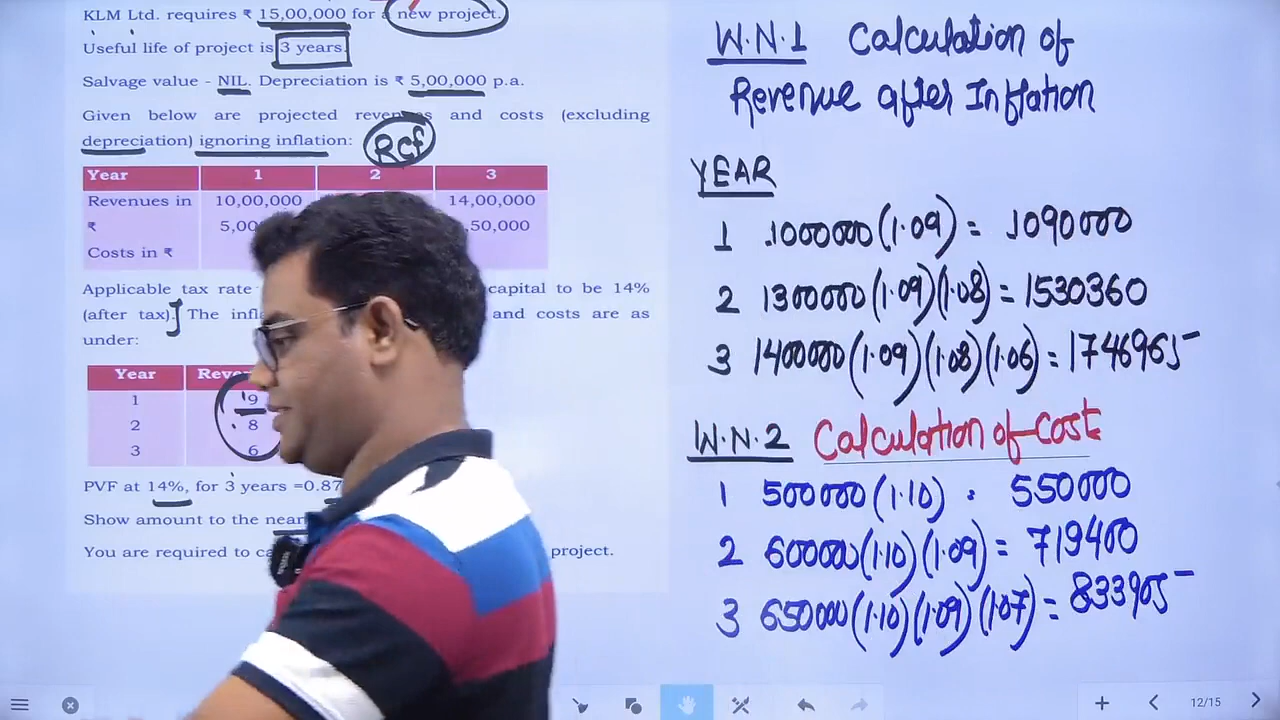 KLM Ltd. requires ₹ 15,00,000 for a new project.
Useful life of project is 3 years.
Salvage value - NIL. Depreciation is ₹ 5,00,000 p.a.
Given below are projected revenues and costs (excluding
depreciation) ignoring inflation:
RCf
Year 1 2 3
Revenues in 10,00,000 14,00,000
₹ 50,000
Costs in ₹
Applicable tax rate capital to be 14%
(after tax). The and costs are as
under:
Year
1 9
2 8
3 6
PVF at 14%, for 3 years =0.87
Show amount to the
You are required to project.
W.N.1 Calculation of
Revenue after Inflation
YEAR
1 1000000(1.09) = 1090000
2 1300000(1.09)(1.08) = 1530360
3 1400000(1.09)(1.08)(1.06) = 1746965
W.N.2 Calculation of Cost
1 500000(1.10) = 550000
2 600000(1.10)(1.09) = 719400
3 650000(1.10)(1.09)(1.07) = 833905
12/15